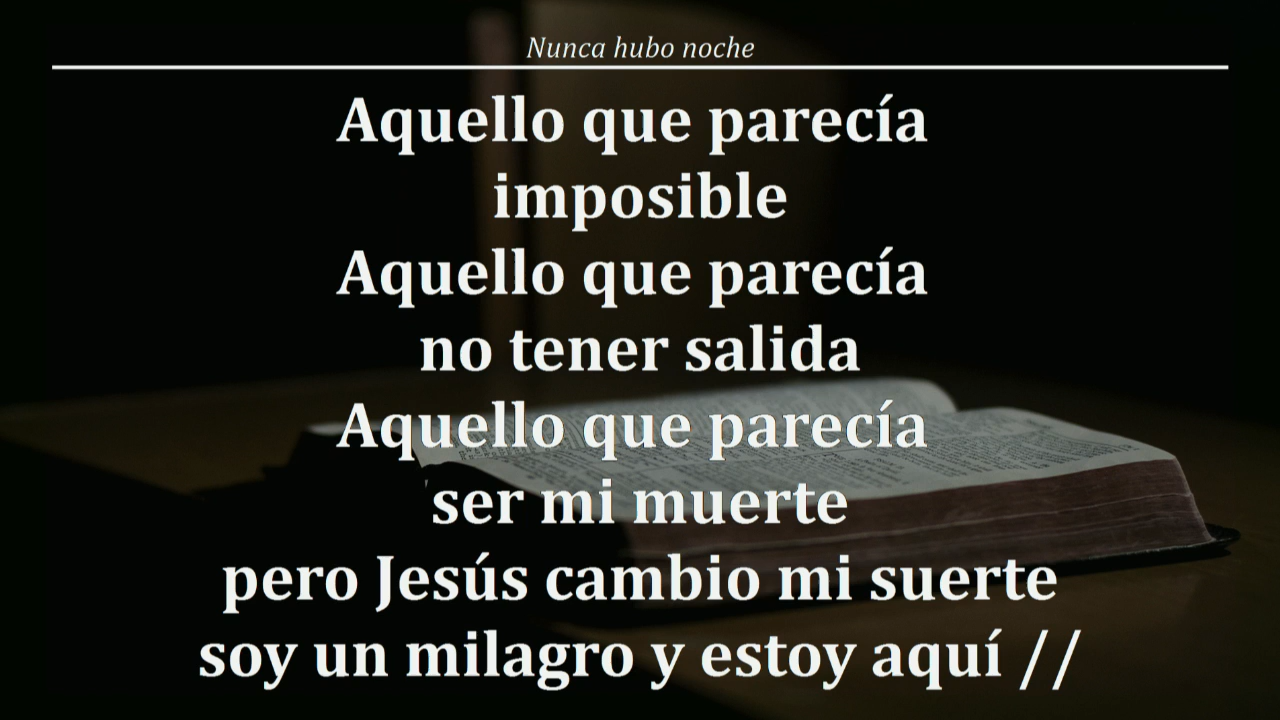 Nunca hubo noche
Aquello que parecía
imposible
Aquello que parecía
no tener salida
Aquello que parecía
ser mi muerte
pero Jesús cambio mi suerte
soy un milagro y estoy aquí //